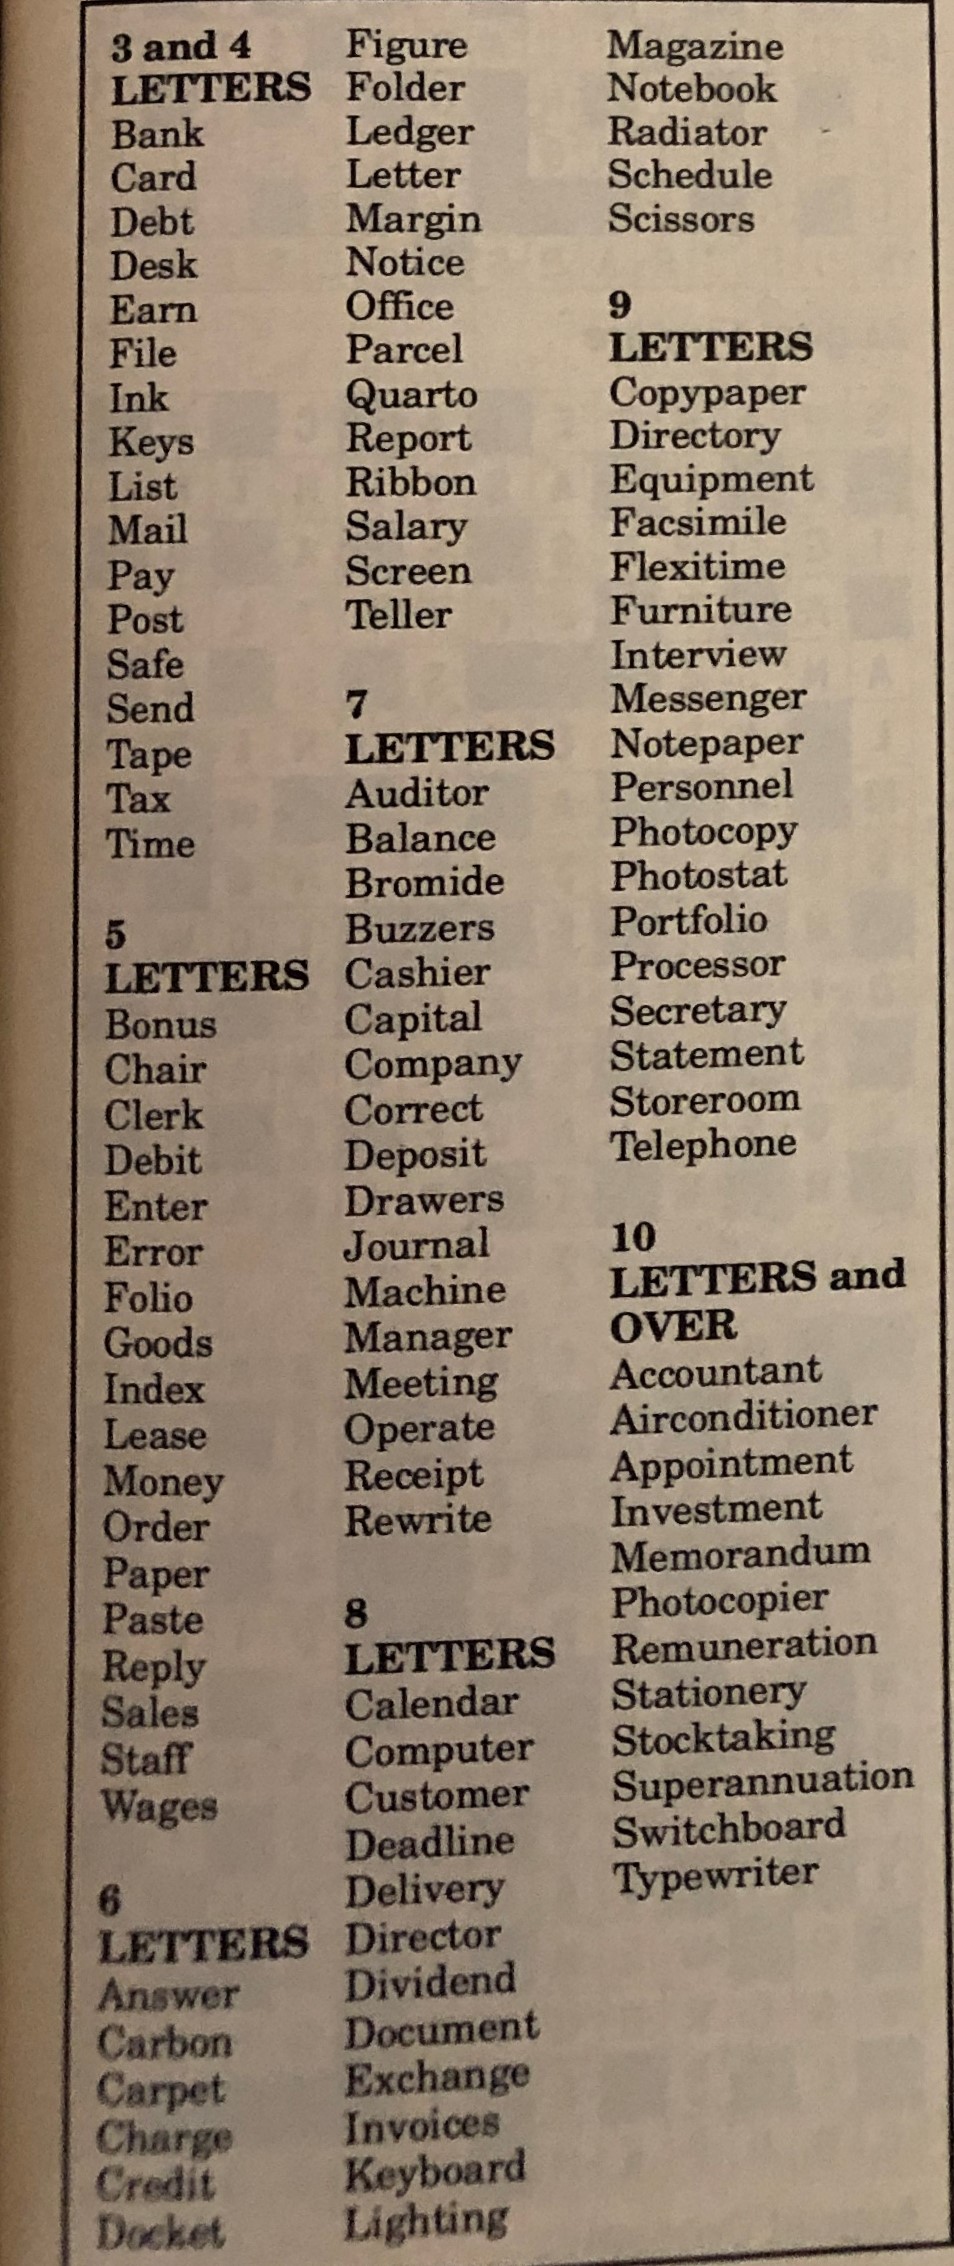 3 and 4
LETTERS
Bank
Card
Debt
Desk
Earn
File
Ink
Keys
List
Mail
Pay
Post
Safe
Send
Tape
Tax
Time
5
LETTERS
Bonus
Chair
Clerk
Debit
Enter
Error
Folio
Goods
Index
Lease
Money
Order
Paper
Paste
Reply
Sales
Staff
Wages
6
LETTERS
Answer
Carbon
Carpet
Charge
Credit
Docket
Figure
Folder
Ledger
Letter
Margin
Notice
Office
Parcel
Quarto
Report
Ribbon
Salary
Screen
Teller
7
LETTERS
Auditor
Balance
Bromide
Buzzers
Cashier
Capital
Company
Correct
Deposit
Drawers
Journal
Machine
Manager
Meeting
Operate
Receipt
Rewrite
8
LETTERS
Calendar
Computer
Customer
Deadline
Delivery
Director
Dividend
Document
Exchange
Invoices
Keyboard
Lighting
Magazine
Notebook
Radiator
Schedule
Scissors
9
LETTERS
Copypaper
Directory
Equipment
Facsimile
Flexitime
Furniture
Interview
Messenger
Notepaper
Personnel
Photocopy
Photostat
Portfolio
Processor
Secretary
Statement
Storeroom
Telephone
10
LETTERS and
OVER
Accountant
Airconditioner
Appointment
Investment
Memorandum
Photocopier
Remuneration
Stationery
Stocktaking
Superannuation
Switchboard
Typewriter